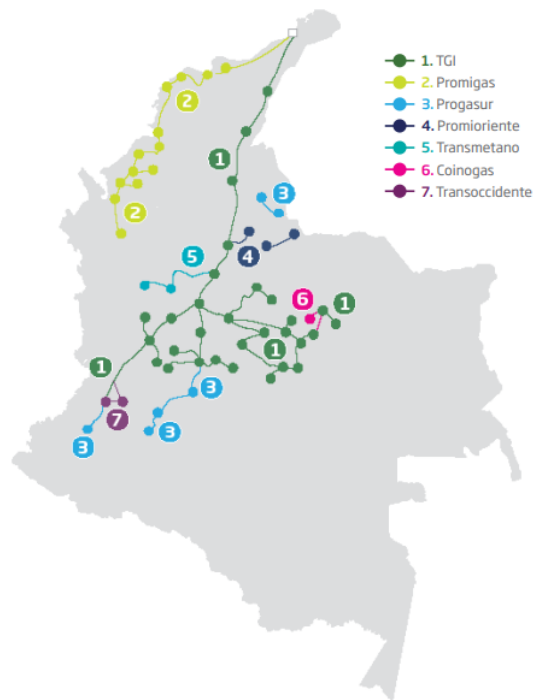 1. TGI
2. Promigas
3. Progasur
4. Promioriente
5. Transmetano
6. Coinogas
7. Transoccidente
2
1
3
2
4
5
6
1
1
1
3
7
3
3